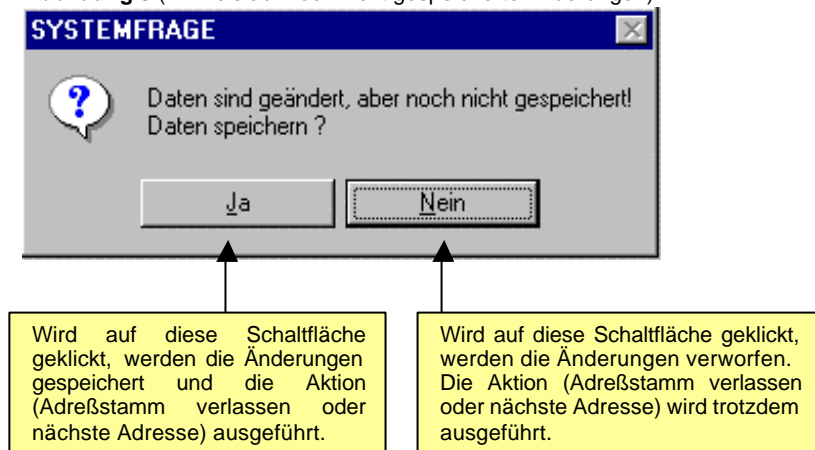 SYSTEMFRAGE
Daten sind geändert, aber noch nicht gespeichert!
Daten speichern ?
Ja
Nein
Wird auf diese Schaltfläche
geklickt, werden die Änderungen
gespeichert und die Aktion
(Adreßstamm verlassen oder
nächste Adresse) ausgeführt.
Wird auf diese Schaltfläche geklickt,
werden die Änderungen verworfen.
Die Aktion (Adreßstamm verlassen
oder nächste Adresse) wird trotzdem
ausgeführt.